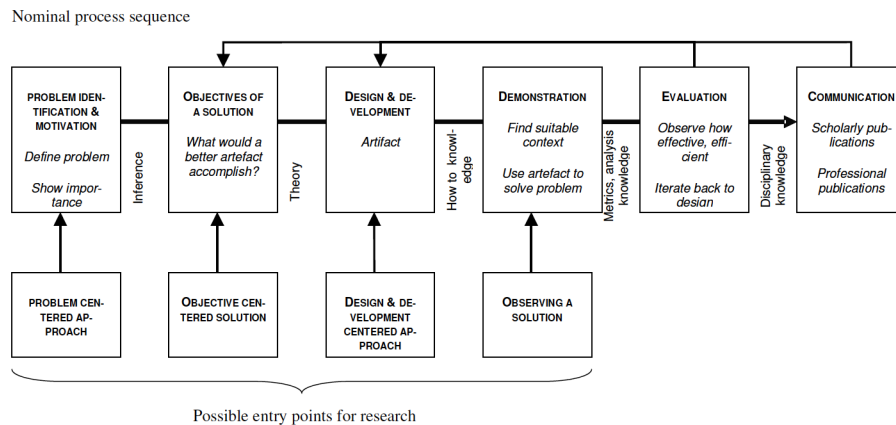 Nominal process sequence
PROBLEM IDEN-
TIFICATION &
MOTIVATION
Define problem
Show impor-
tance
Inference
OBJECTIVES OF
A SOLUTION
What would a
better artefact
accomplish?
Theory
DESIGN & DE-
VELOPMENT
Artifact
How to knowl-
edge
DEMONSTRATION
Find suitable
context
Use artefact to
solve problem
Metrics, analysis
knowledge
EVALUATION
Observe how
effective, effi-
cient
Iterate back to
design
Disciplinary
knowledge
COMMUNICATION
Scholarly pub-
lications
Professional
publications
PROBLEM CEN-
TERED AP-
PROACH
OBJECTIVE CEN-
TERED SOLUTION
DESIGN & DE-
VELOPMENT
CENTERED AP-
PROACH
OBSERVING A
SOLUTION
Possible entry points for research